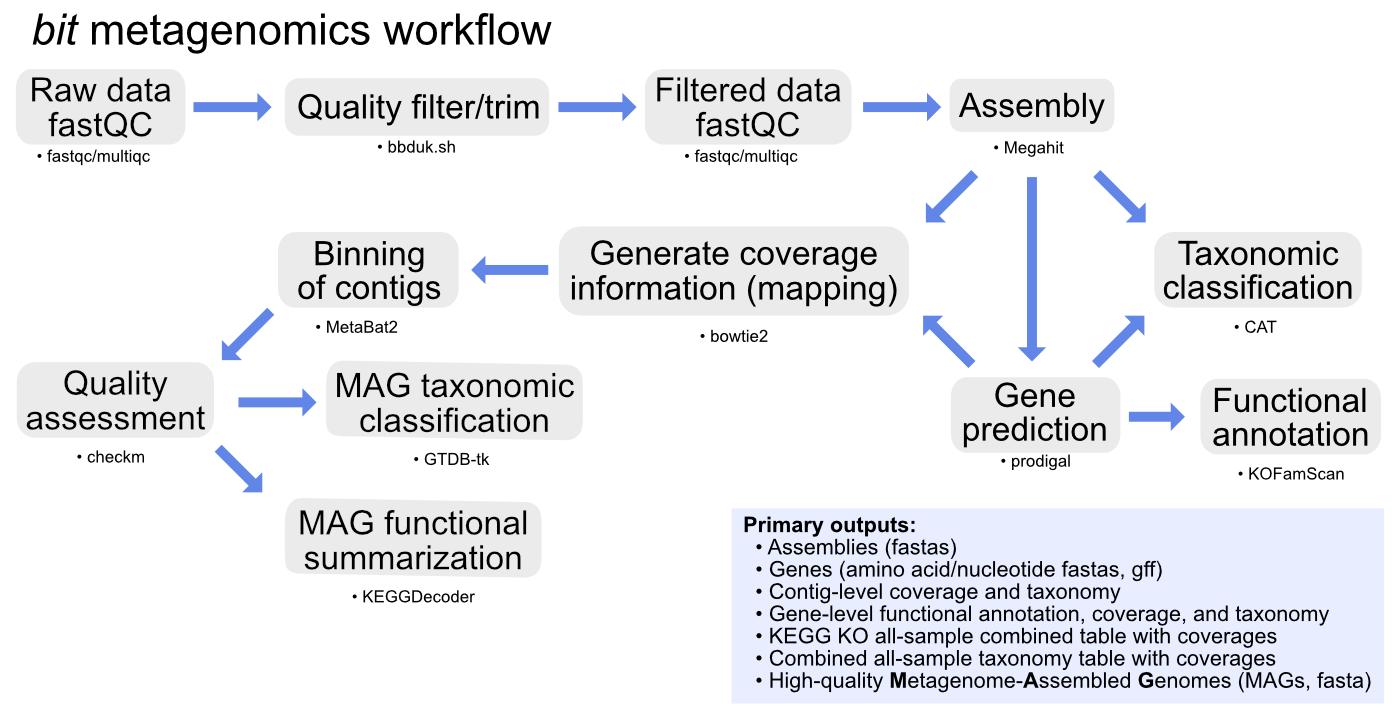 bit metagenomics workflow
Raw data
fastQC
• fastqc/multiqc
Quality filter/trim
• bbduk.sh
Filtered data
fastQC
• fastqc/multiqc
Assembly
• Megahit
Binning
of contigs
• MetaBat2
Generate coverage
information (mapping)
• bowtie2
Taxonomic
classification
• CAT
Quality
assessment
• checkm
MAG taxonomic
classification
• GTDB-tk
Gene
prediction
• prodigal
Functional
annotation
• KOFamScan
MAG functional
summarization
• KEGGDecoder
Primary outputs:
• Assemblies (fastas)
• Genes (amino acid/nucleotide fastas, gff)
• Contig-level coverage and taxonomy
• Gene-level functional annotation, coverage, and taxonomy
• KEGG KO all-sample combined table with coverages
• Combined all-sample taxonomy table with coverages
• High-quality Metagenome-Assembled Genomes (MAGs, fasta)